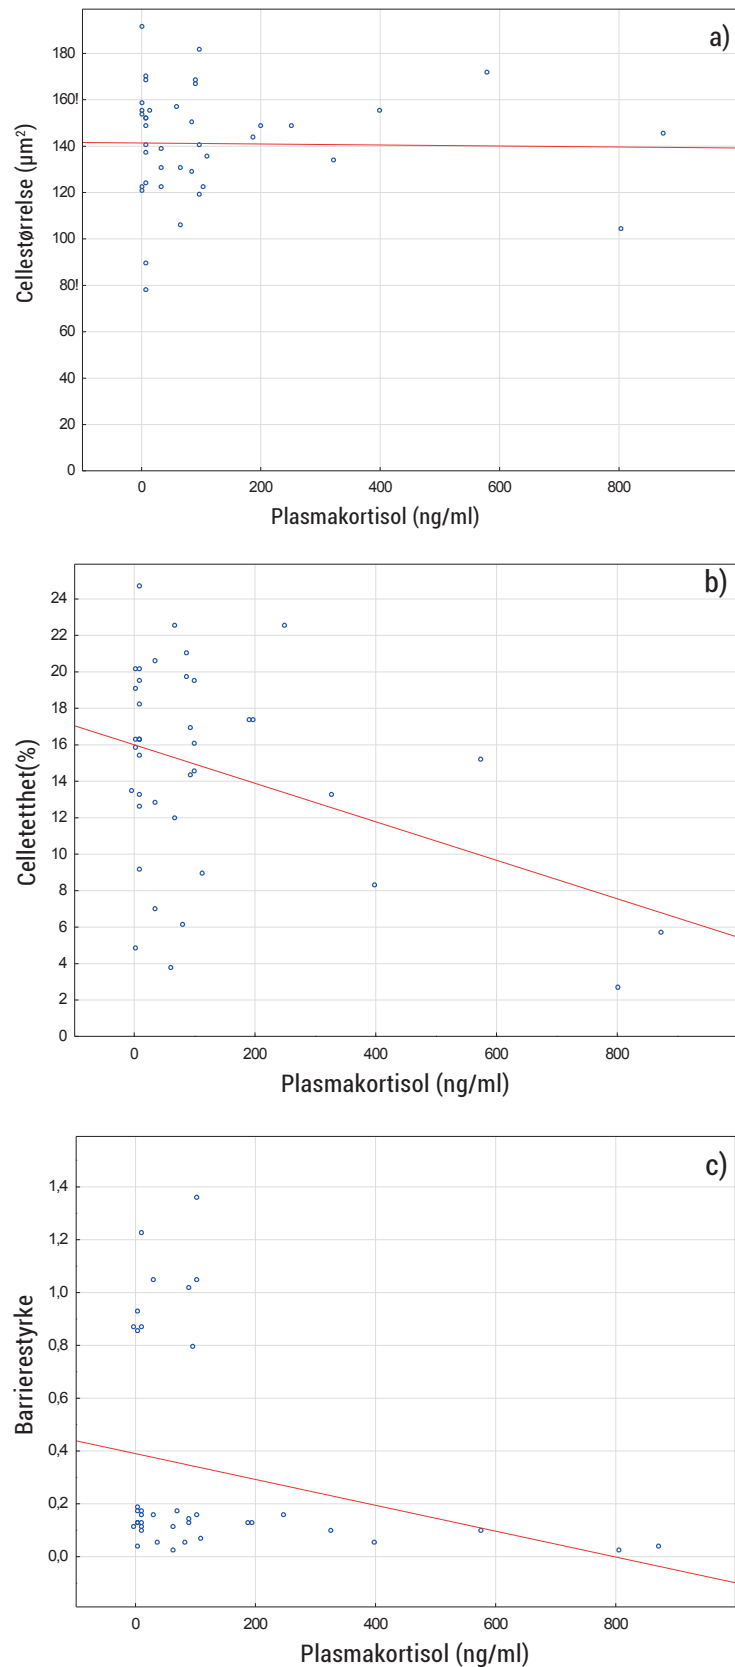 a)
180
160!
140
120
100
80!
60
40
20
0
Cellestørrelse (µm²)
0 200 400 600 800
Plasmakortisol (ng/ml)
b)
24
22
20
18
16
14
12
10
8
6
4
2
0
Celletetthet(%)
0 200 400 600 800
Plasmakortisol (ng/ml)
c)
1,4
1,2
1,0
0,8
0,6
0,4
0,2
0,0
Barrierestyrke
0 200 400 600 800
Plasmakortisol (ng/ml)